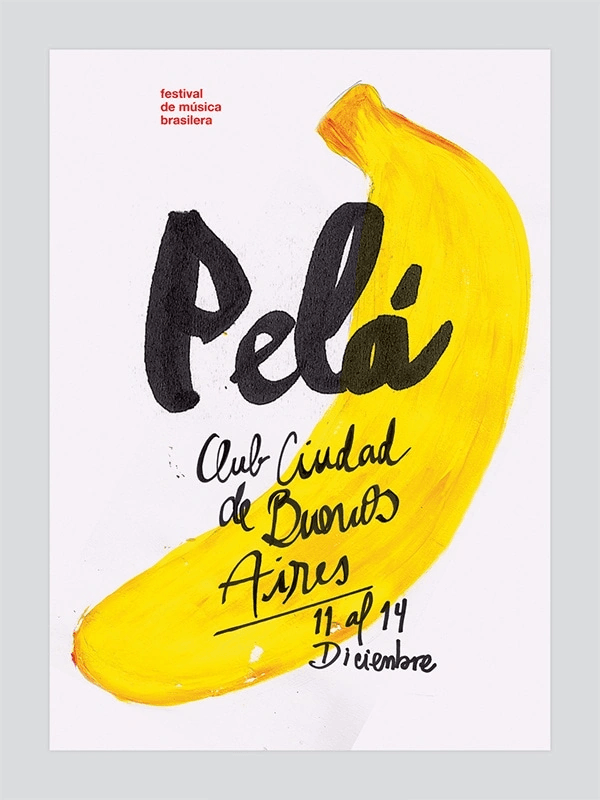 festival
de música
brasilera
Pelá
Club Ciudad
de Buenos
Aires
11 al 14
Diciembre